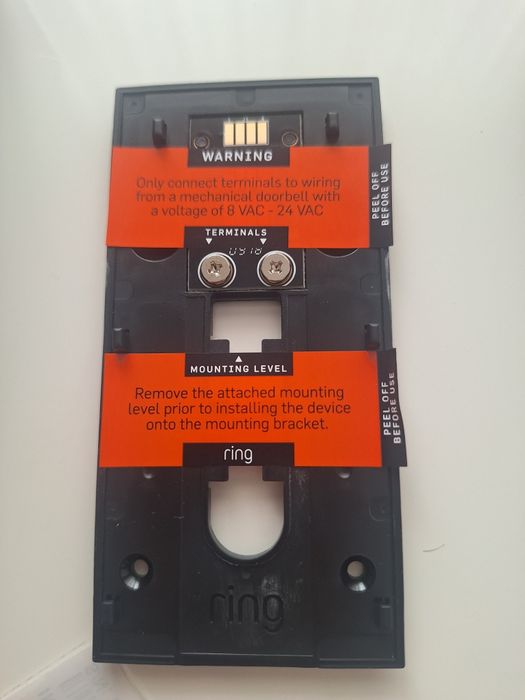 WARNING
Only connect terminals to wiring
from a mechanical doorbell with
a voltage of 8 VAC - 24 VAC
PEEL OFF
BEFORE USE
TERMINALS
MOUNTING LEVEL
Remove the attached mounting
level prior to installing the device
onto the mounting bracket.
PEEL OFF
BEFORE USE
ring
ring